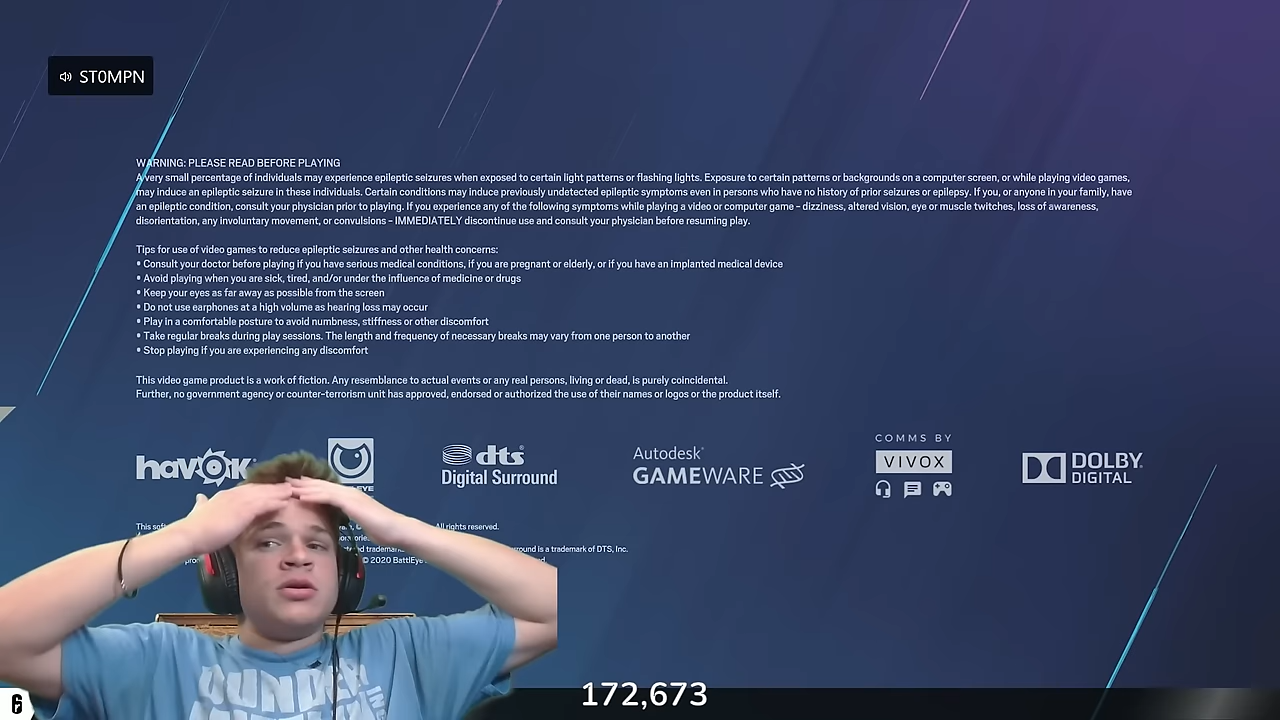 ST0MPN
WARNING: PLEASE READ BEFORE PLAYING
A very small percentage of individuals may experience epileptic seizures when exposed to certain light patterns or flashing lights. Exposure to certain patterns or backgrounds on a computer screen, or while playing video games,
may induce an epileptic seizure in these individuals. Certain conditions may induce previously undetected epileptic symptoms even in persons who have no history of prior seizures or epilepsy. If you, or anyone in your family, have
an epileptic condition, consult your physician prior to playing. If you experience any of the following symptoms while playing a video or computer game - dizziness, altered vision, eye or muscle twitches, loss of awareness,
disorientation, any involuntary movement, or convulsions - IMMEDIATELY discontinue use and consult your physician before resuming play.
Tips for use of video games to reduce epileptic seizures and other health concerns:
• Consult your doctor before playing if you have serious medical conditions, if you are pregnant or elderly, or if you have an implanted medical device
• Avoid playing when you are sick, tired, and/or under the influence of medicine or drugs
• Keep your eyes as far away as possible from the screen
• Do not use earphones at a high volume as hearing loss may occur
• Play in a comfortable posture to avoid numbness, stiffness or other discomfort
• Take regular breaks during play sessions. The length and frequency of necessary breaks may vary from one person to another
• Stop playing If you are experiencing any discomfort
This video game product is a work of fiction. Any resemblance to actual events or any real persons, living or dead, is purely coincidental.
Further, no government agency or counter-terrorism unit has approved, endorsed or authorized the use of their names or logos or the product itself.
havok
dts
Digital Surround
Autodesk
GAMEWARE
COMMS BY
VIVOX
DOLBY
DIGITAL
This All rights reserved.
is a trademark of DTS, Inc.
© 2020
172,673